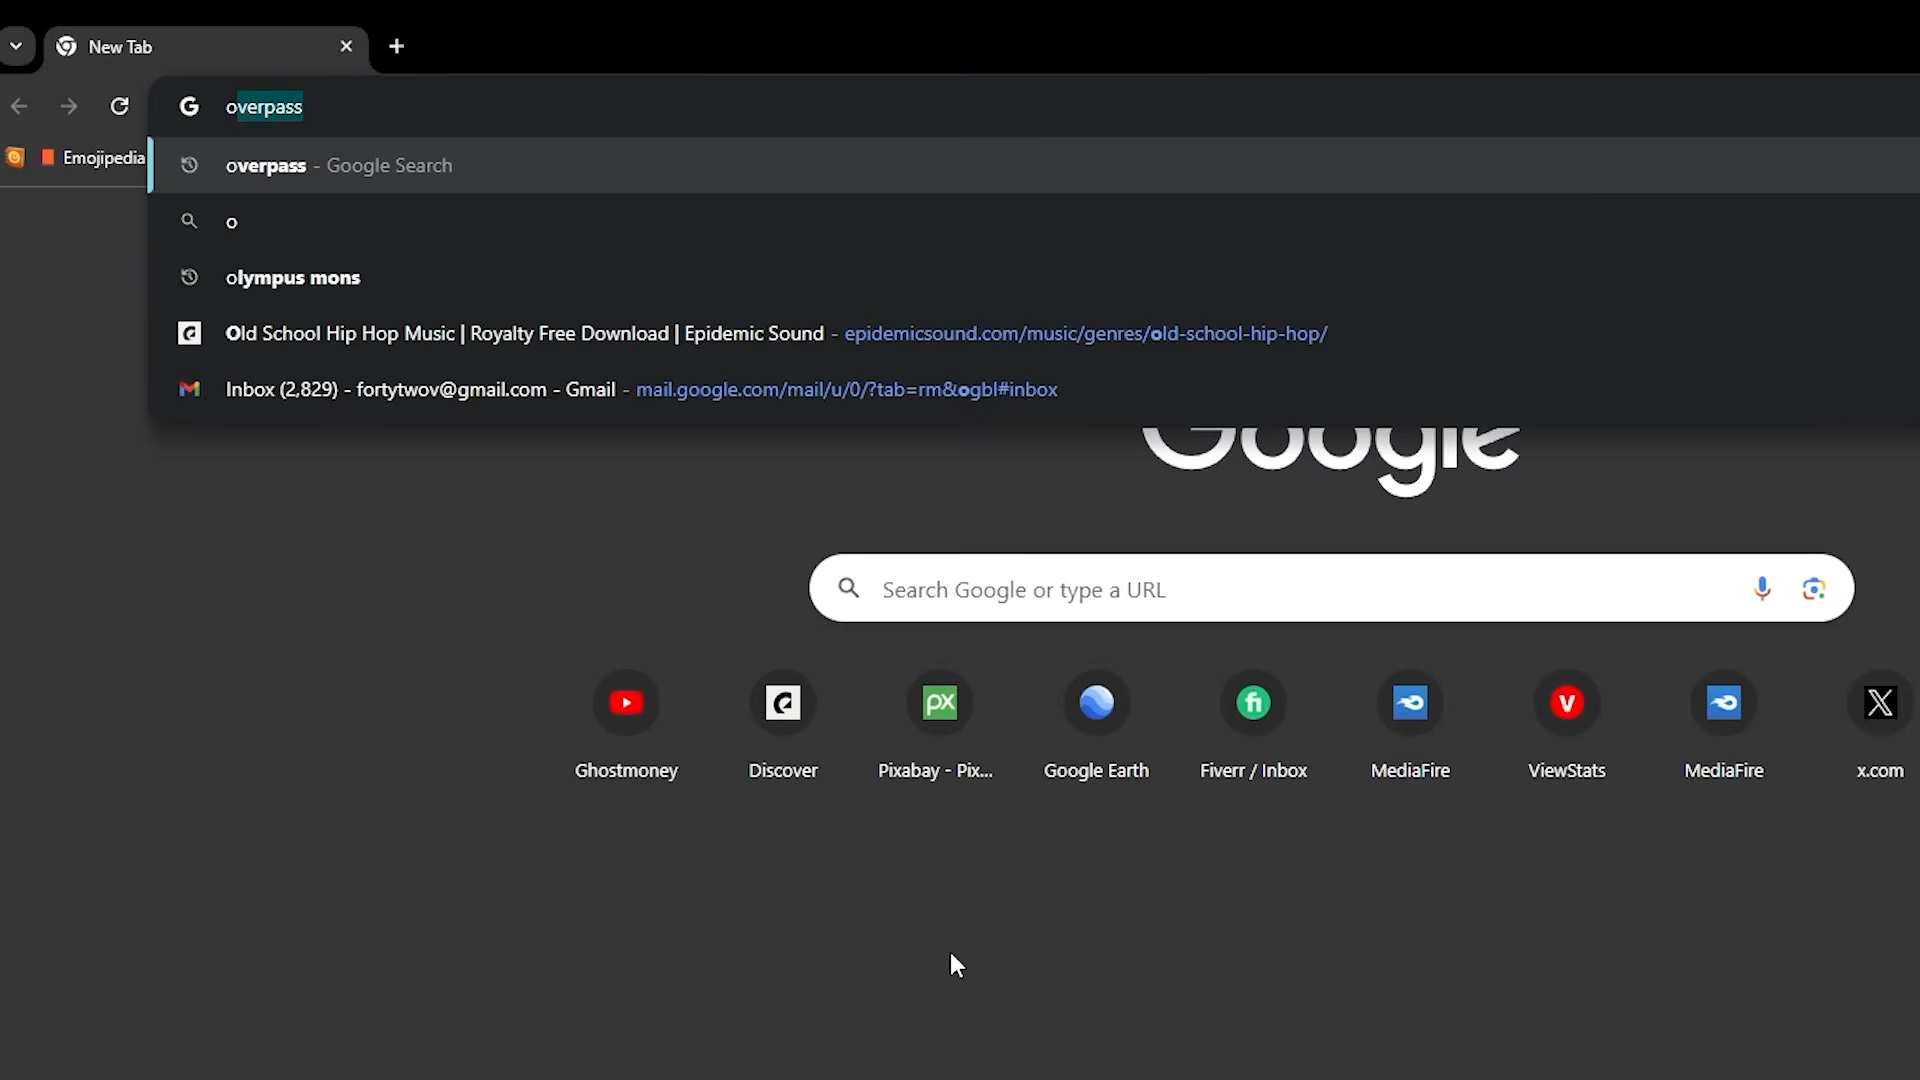 New Tab
overpass
Emojipedia
overpass - Google Search
o
olympus mons
Old School Hip Hop Music | Royalty Free Download | Epidemic Sound - epidemicsound.com/music/genres/old-school-hip-hop/
Inbox (2,829) - fortytwov@gmail.com - Gmail - mail.google.com/mail/u/0/?tab=rm&ogbl#inbox
Google
Search Google or type a URL
Ghostmoney
Discover
Pixabay - Pix...
Google Earth
Fiverr / Inbox
MediaFire
ViewStats
MediaFire
x.com